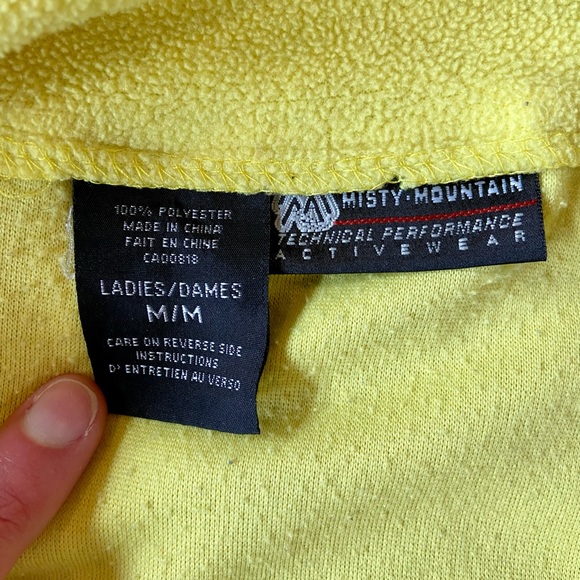 100% POLYESTER
MADE IN CHINA
FAIT EN CHINE
CA00818
LADIES/DAMES
M/M
CARE ON REVERSE SIDE
INSTRUCTIONS
D'ENTRETIEN AU VERSO
MISTY-MOUNTAIN
TECHNICAL PERFORMANCE
ACTIVEWEAR